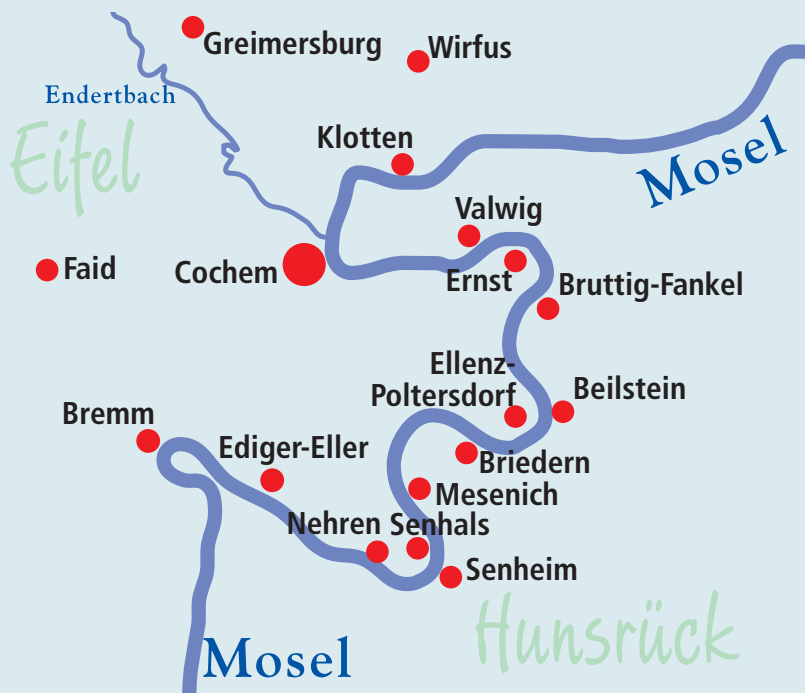 Greimersburg
Wirfus
Endertbach
Eifel
Klotten
Mosel
Valwig
Faid
Cochem
Ernst
Bruttig-Fankel
Ellenz-
Poltersdorf
Beilstein
Bremm
Ediger-Eller
Briedern
Mesenich
Nehren
Senhals
Senheim
Hunsrück
Mosel